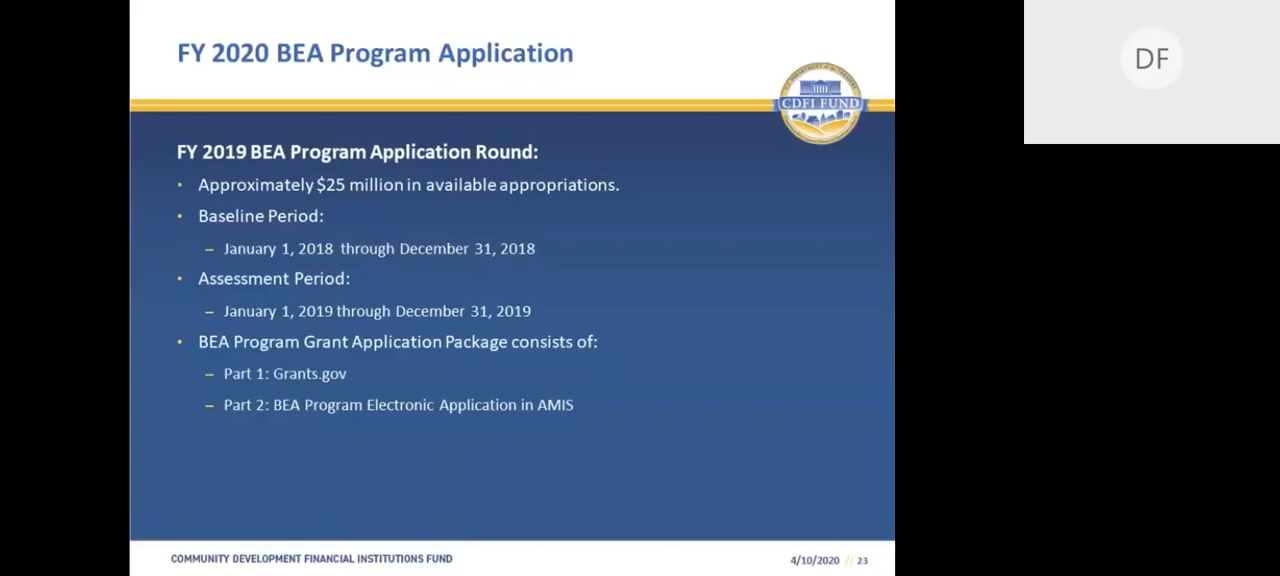 FY 2020 BEA Program Application
DF
CDFI FUND
FY 2019 BEA Program Application Round:
• Approximately $25 million in available appropriations.
• Baseline Period:
– January 1, 2018 through December 31, 2018
• Assessment Period:
– January 1, 2019 through December 31, 2019
• BEA Program Grant Application Package consists of:
– Part 1: Grants.gov
– Part 2: BEA Program Electronic Application in AMIS
COMMUNITY DEVELOPMENT FINANCIAL INSTITUTIONS FUND
4/10/2020 // 23